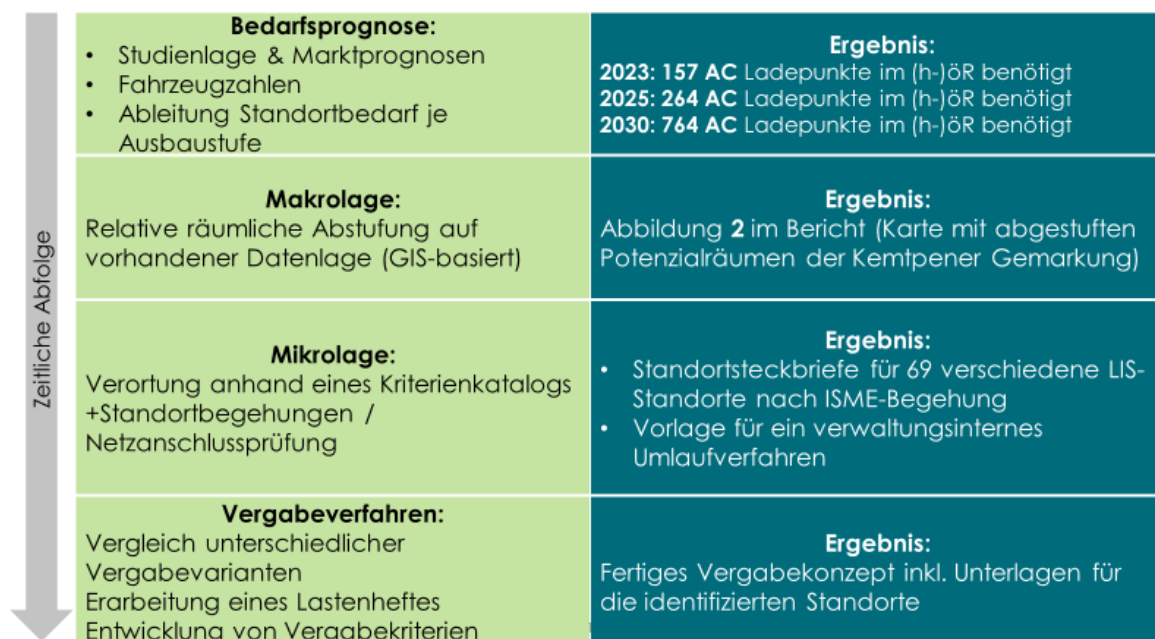 Zeitliche Abfolge
Bedarfsprognose:
• Studienlage & Marktprognosen
• Fahrzeugzahlen
• Ableitung Standortbedarf je
Ausbaustufe
Ergebnis:
2023: 157 AC Ladepunkte im (h-)öR benötigt
2025: 264 AC Ladepunkte im (h-)öR benötigt
2030: 764 AC Ladepunkte im (h-)öR benötigt
Makrolage:
Relative räumliche Abstufung auf
vorhandener Datenlage (GIS-basiert)
Ergebnis:
Abbildung 2 im Bericht (Karte mit abgestuften
Potenzialräumen der Kemtpener Gemarkung)
Mikrolage:
Verortung anhand eines Kriterienkatalogs
+Standortbegehungen /
Netzanschlussprüfung
Ergebnis:
• Standortsteckbriefe für 69 verschiedene LIS-
Standorte nach ISME-Begehung
• Vorlage für ein verwaltungsinternes
Umlaufverfahren
Vergabeverfahren:
Vergleich unterschiedlicher
Vergabevarianten
Erarbeitung eines Lastenheftes
Entwicklung von Vergabekriterien
Ergebnis:
Fertiges Vergabekonzept inkl. Unterlagen für
die identifizierten Standorte